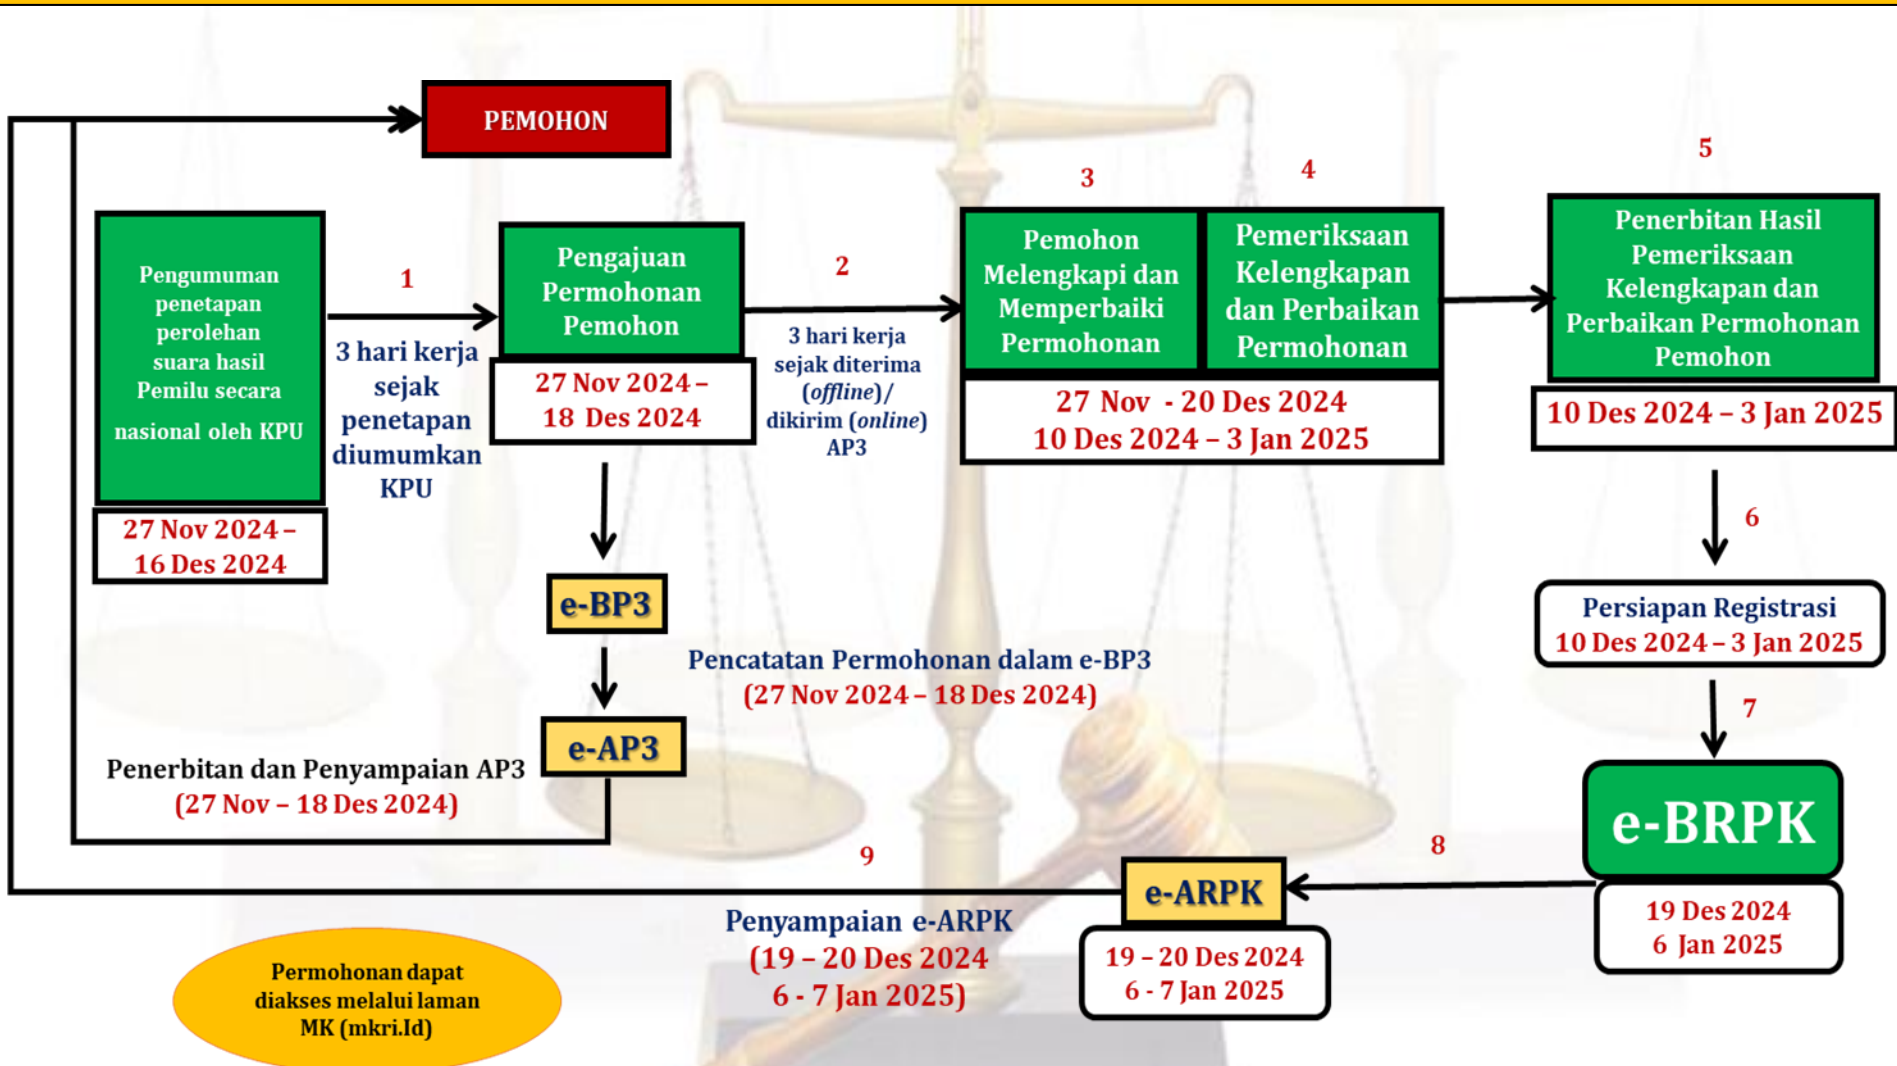 PEMOHON
Pengumuman
penetapan
perolehan
suara hasil
Pemilu secara
nasional oleh KPU
27 Nov 2024 –
16 Des 2024
1
3 hari kerja
sejak
penetapan
diumumkan
KPU
Pengajuan
Permohonan
Pemohon
27 Nov 2024 –
18 Des 2024
2
3 hari kerja
sejak diterima
(offline)/
dikirim (online)
AP3
3
Pemohon
Melengkapi dan
Memperbaiki
Permohonan
4
Pemeriksaan
Kelengkapan
dan Perbaikan
Permohonan
27 Nov - 20 Des 2024
10 Des 2024 – 3 Jan 2025
5
Penerbitan Hasil
Pemeriksaan
Kelengkapan dan
Perbaikan Permohonan
Pemohon
10 Des 2024 – 3 Jan 2025
6
Persiapan Registrasi
10 Des 2024 – 3 Jan 2025
7
e-BRPK
19 Des 2024
6 Jan 2025
8
e-ARPK
19 – 20 Des 2024
6 - 7 Jan 2025
9
Penyampaian e-ARPK
(19 – 20 Des 2024
6 - 7 Jan 2025)
e-BP3
Pencatatan Permohonan dalam e-BP3
(27 Nov 2024 – 18 Des 2024)
e-AP3
Penerbitan dan Penyampaian AP3
(27 Nov – 18 Des 2024)
Permohonan dapat
diakses melalui laman
MK (mkri.Id)